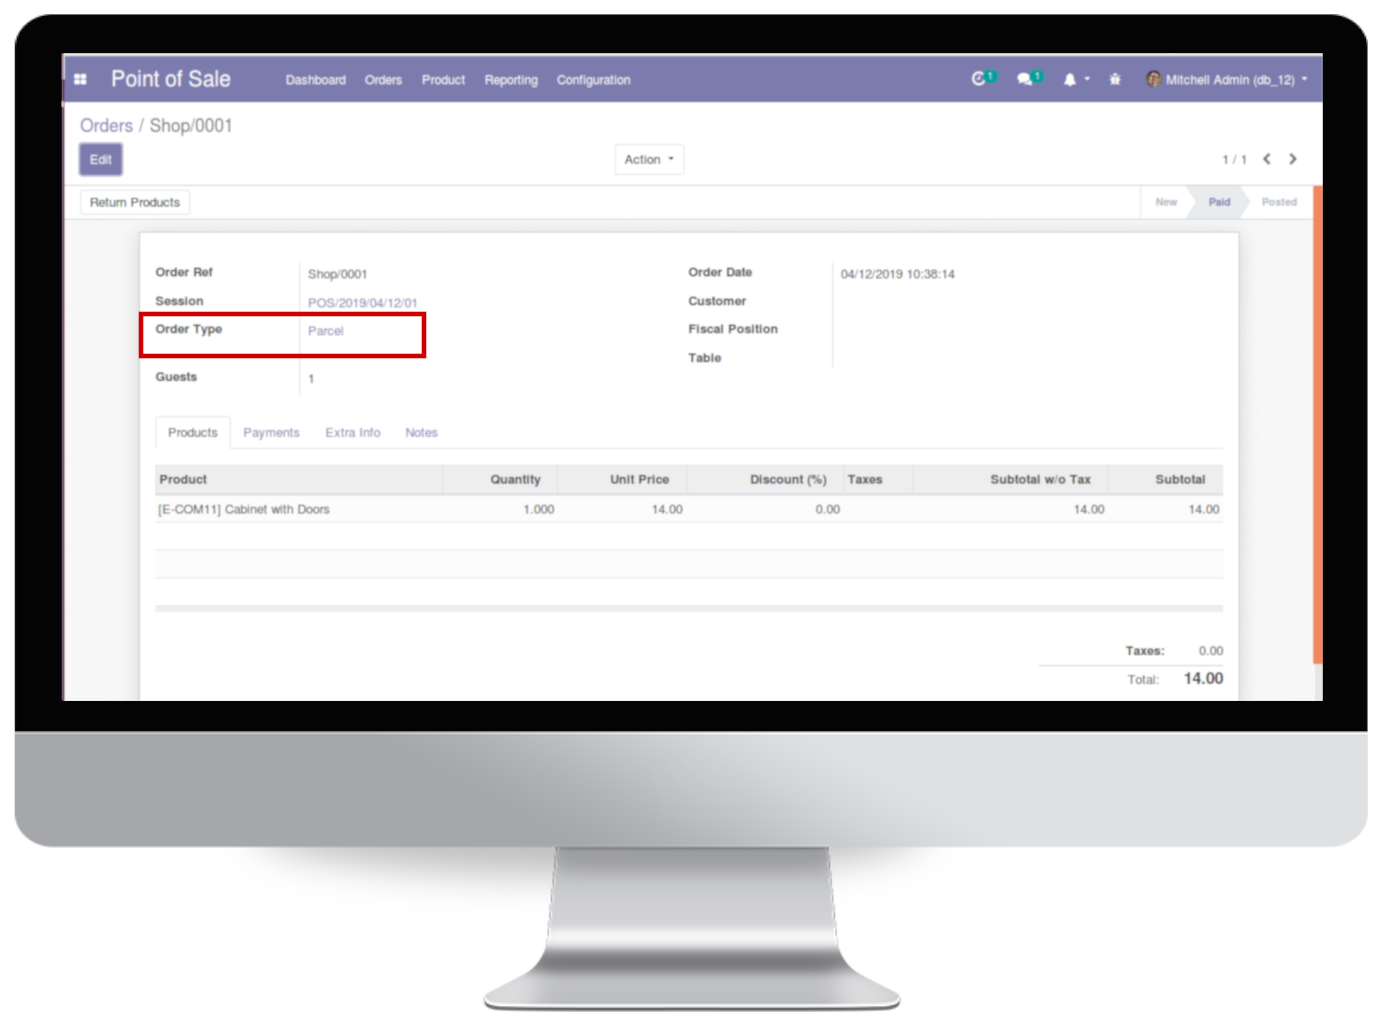 Point of Sale Dashboard Orders Product Reporting Configuration 1 1 Mitchell Admin (db_12)
Orders / Shop/0001
Edit Action 1 / 1
Return Products New Paid Posted
Order Ref Shop/0001 Order Date 04/12/2019 10:38:14
Session POS/2019/04/12/01 Customer
Order Type Parcel Fiscal Position
Table
Guests 1
Products Payments Extra Info Notes
Product Quantity Unit Price Discount (%) Taxes Subtotal w/o Tax Subtotal
[E-COM11] Cabinet with Doors 1.000 14.00 0.00 14.00 14.00
Taxes: 0.00
Total: 14.00